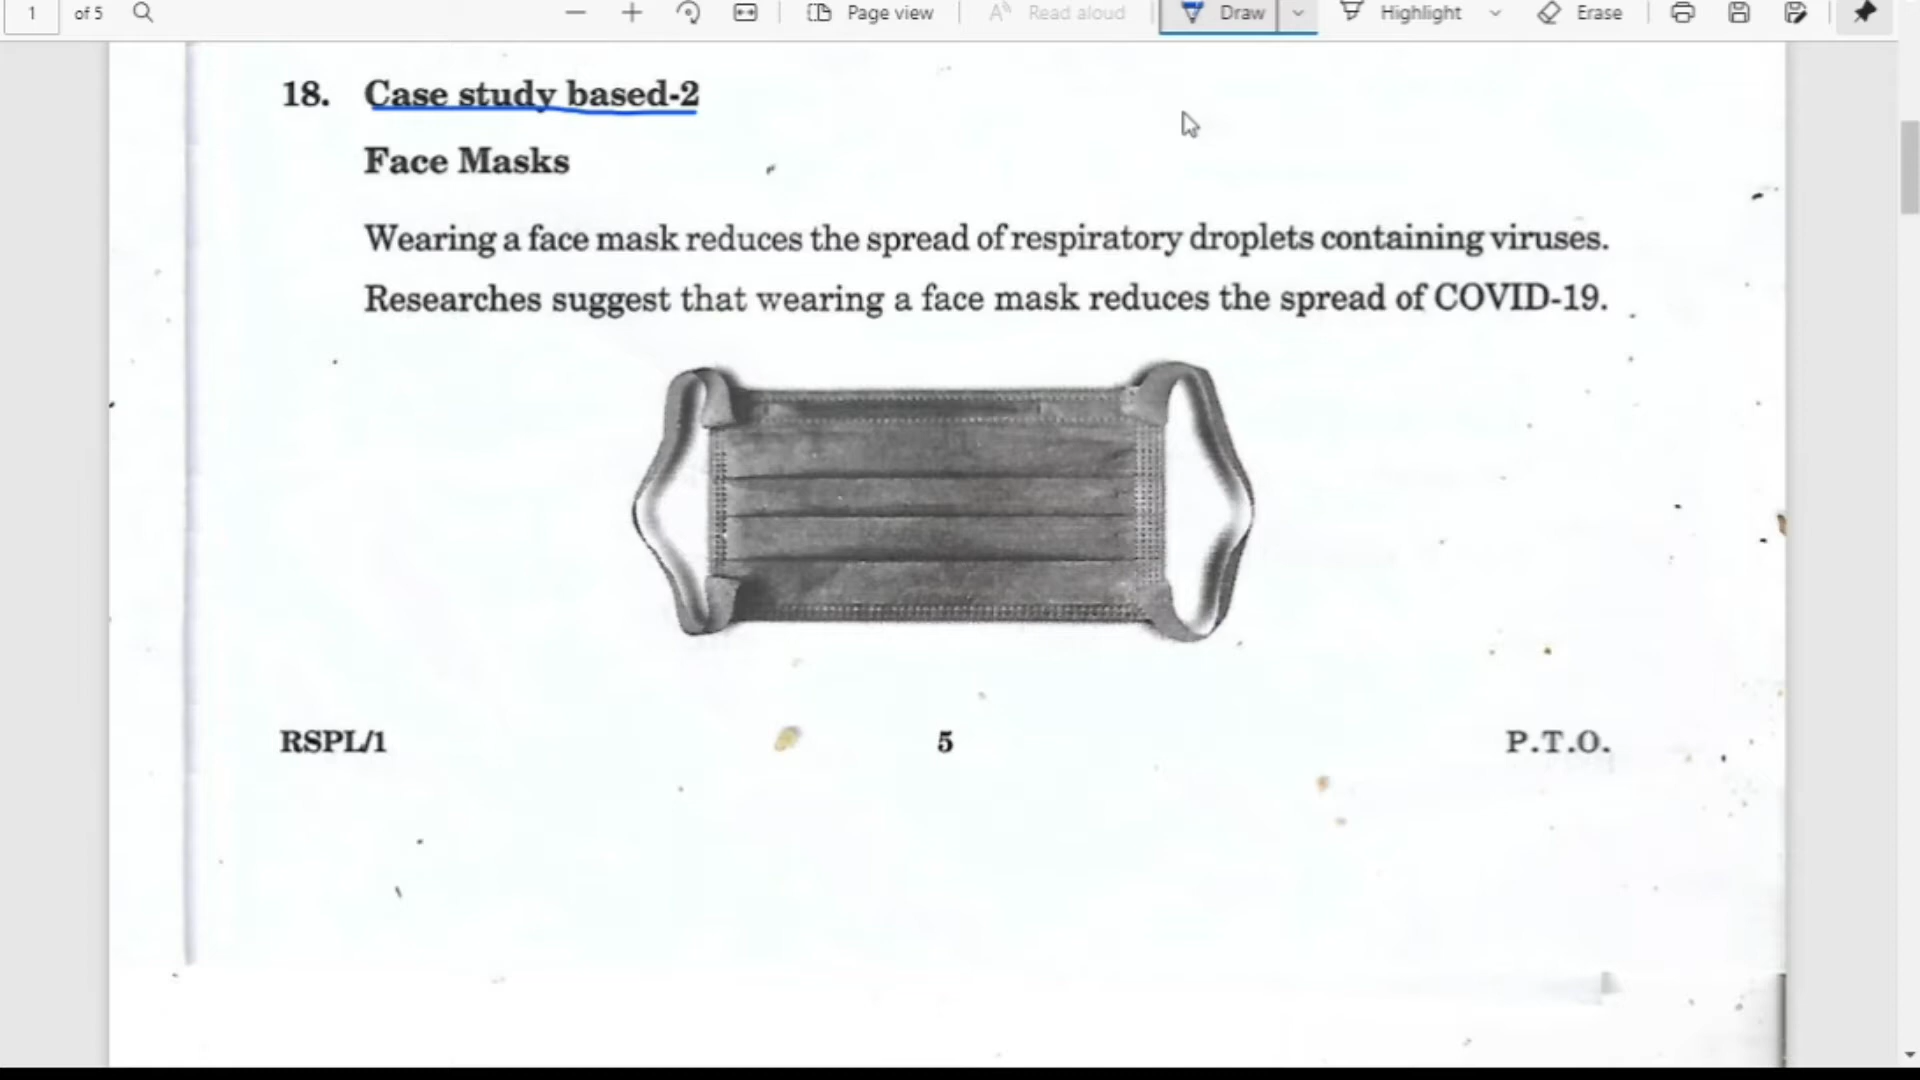 1 of 5 Page view Read aloud Draw Highlight Erase
18. Case study based-2
Face Masks
Wearing a face mask reduces the spread of respiratory droplets containing viruses.
Researches suggest that wearing a face mask reduces the spread of COVID-19.
RSPL/1 5 P.T.O.